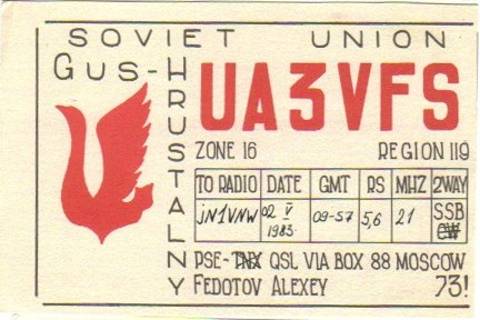 SOVIET UNION
GUS-HRUSTALNY
UA3VFS
ZONE 16 REGION 119
TO RADIO DATE GMT RS MHZ 2WAY
JN1VNW 02 V 1983 09-57 5,6 21 SSB CW
PSE-TNX QSL VIA BOX 88 MOSCOW
FEDOTOV ALEXEY 73!